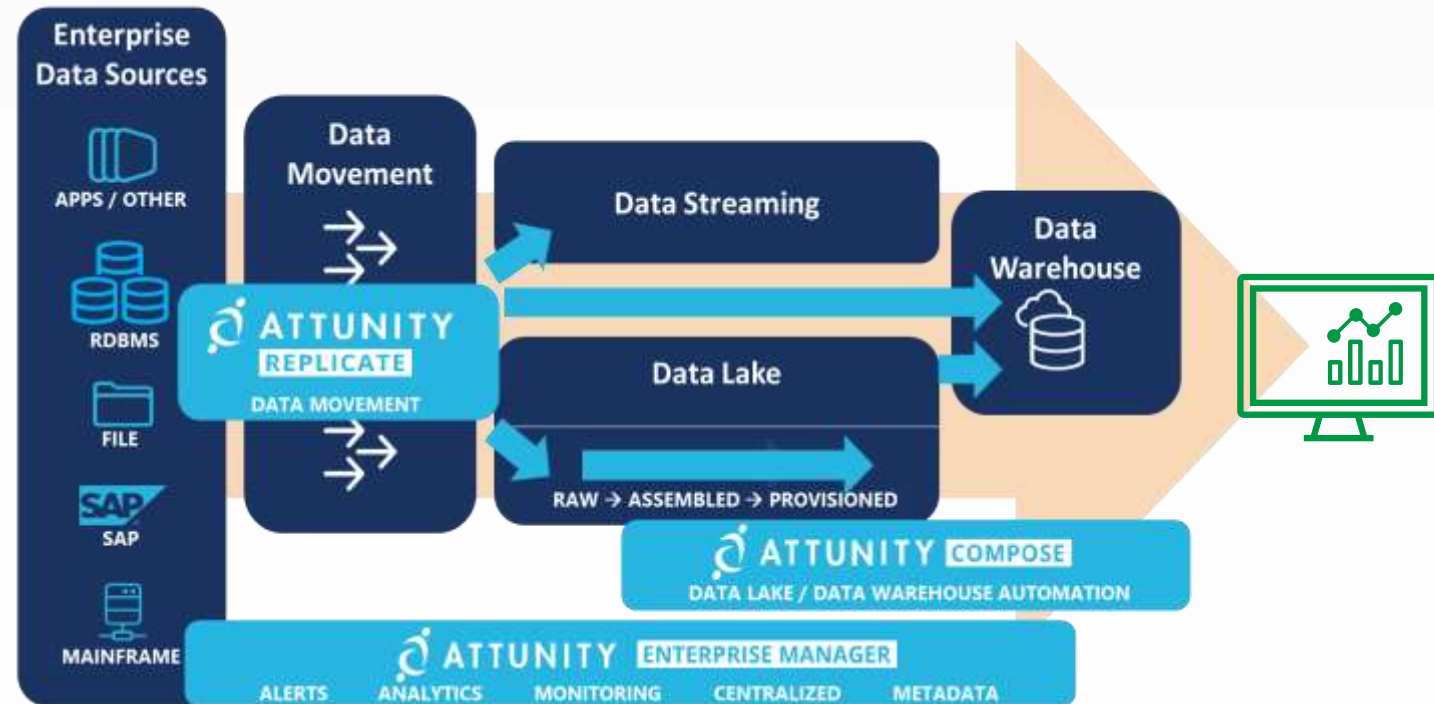 Enterprise
Data Sources
APPS / OTHER
RDBMS
FILE
SAP
SAP
MAINFRAME
Data
Movement
ATTUNITY
REPLICATE
DATA MOVEMENT
Data Streaming
Data Lake
RAW → ASSEMBLED → PROVISIONED
Data
Warehouse
ATTUNITY COMPOSE
DATA LAKE / DATA WAREHOUSE AUTOMATION
ATTUNITY ENTERPRISE MANAGER
ALERTS ANALYTICS MONITORING CENTRALIZED METADATA